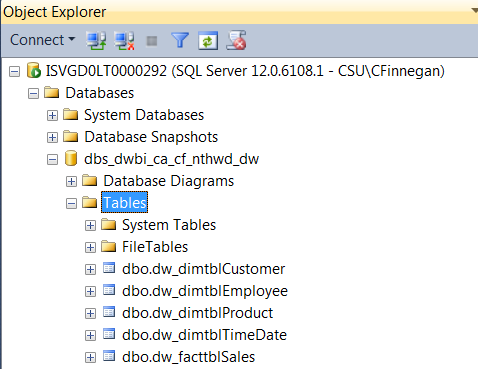 Object Explorer
Connect
ISVGD0LT0000292 (SQL Server 12.0.6108.1 - CSU\CFinnegan)
Databases
System Databases
Database Snapshots
dbs_dwbi_ca_cf_nthwd_dw
Database Diagrams
Tables
System Tables
FileTables
dbo.dw_dimtblCustomer
dbo.dw_dimtblEmployee
dbo.dw_dimtblProduct
dbo.dw_dimtblTimeDate
dbo.dw_facttblSales